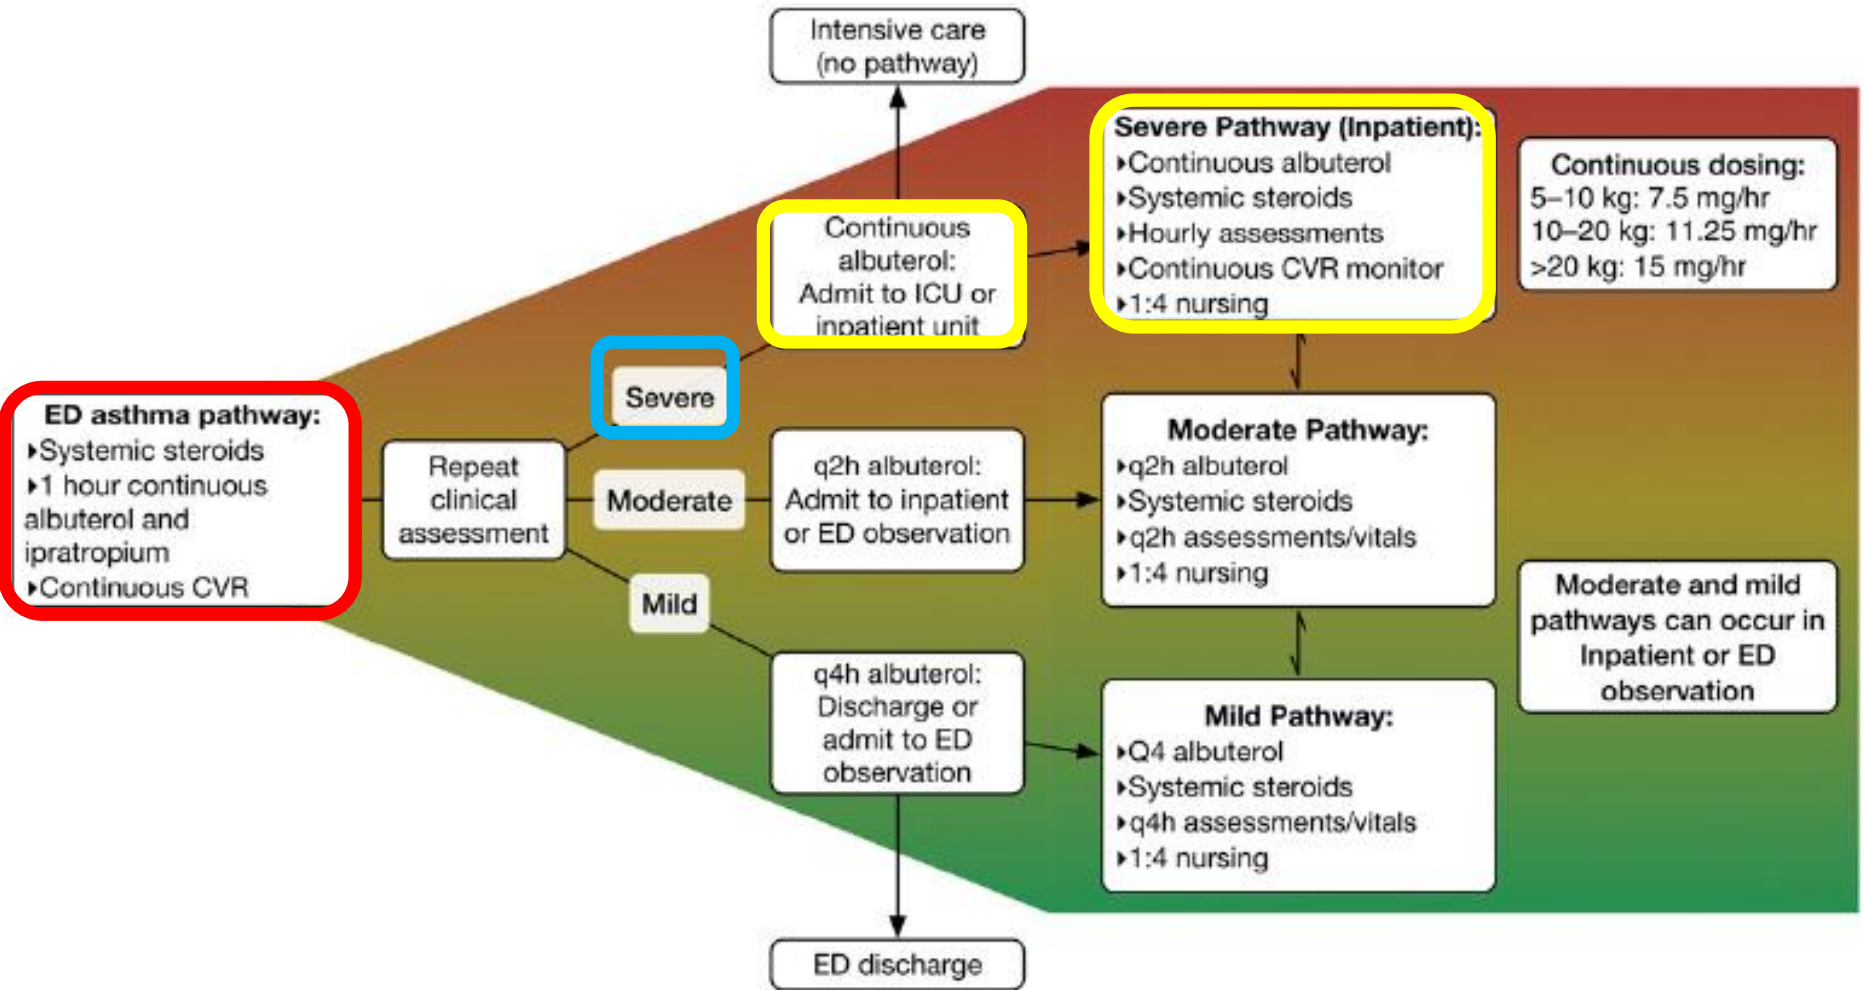 Intensive care
(no pathway)
Severe Pathway (Inpatient):
▸Continuous albuterol
▸Systemic steroids
▸Hourly assessments
▸Continuous CVR monitor
▸1:4 nursing
Continuous dosing:
5–10 kg: 7.5 mg/hr
10–20 kg: 11.25 mg/hr
>20 kg: 15 mg/hr
Continuous
albuterol:
Admit to ICU or
inpatient unit
Severe
ED asthma pathway:
▸Systemic steroids
▸1 hour continuous
albuterol and
ipratropium
▸Continuous CVR
Repeat
clinical
assessment
Moderate
q2h albuterol:
Admit to inpatient
or ED observation
Moderate Pathway:
▸q2h albuterol
▸Systemic steroids
▸q2h assessments/vitals
▸1:4 nursing
Moderate and mild
pathways can occur in
Inpatient or ED
observation
Mild
q4h albuterol:
Discharge or
admit to ED
observation
Mild Pathway:
▸Q4 albuterol
▸Systemic steroids
▸q4h assessments/vitals
▸1:4 nursing
ED discharge